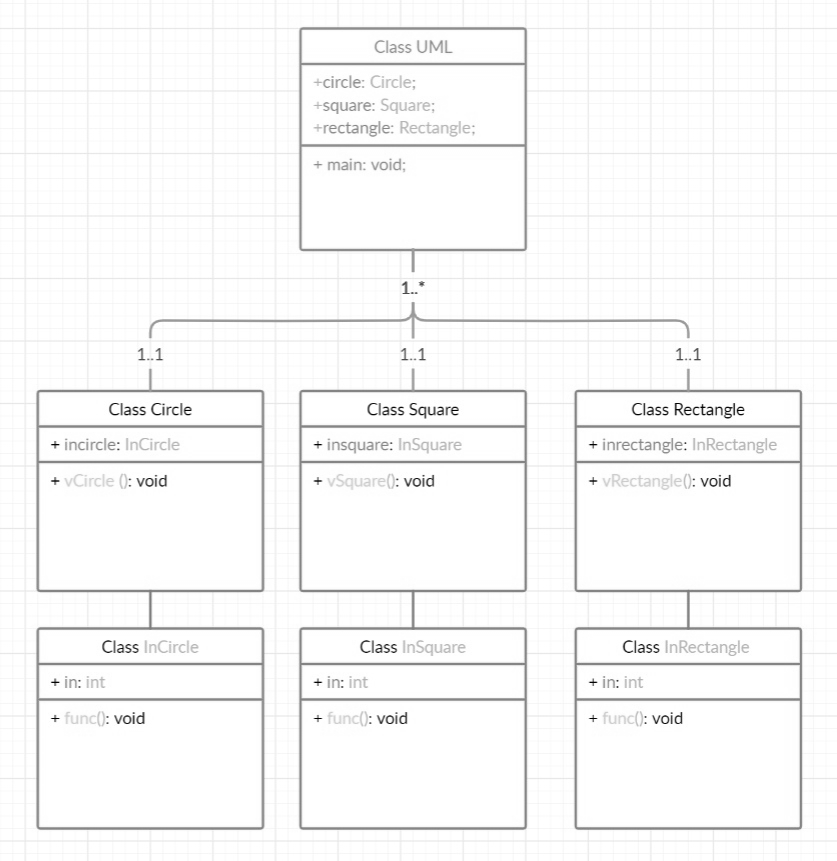 Class UML
+circle: Circle;
+square: Square;
+rectangle: Rectangle;
+ main: void;
1..*
1..1
1..1
1..1
Class Circle
+ incircle: InCircle
+ vCircle (): void
Class Square
+ insquare: InSquare
+ vSquare(): void
Class Rectangle
+ inrectangle: InRectangle
+ vRectangle(): void
Class InCircle
+ in: int
+ func(): void
Class InSquare
+ in: int
+ func(): void
Class InRectangle
+ in: int
+ func(): void